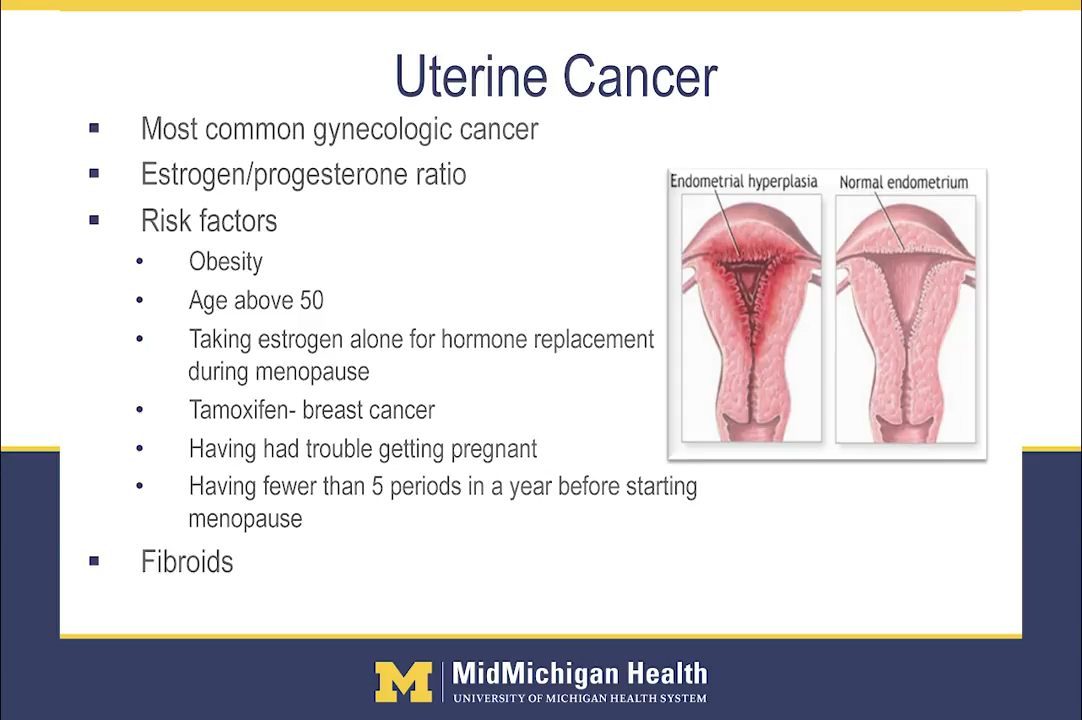 Uterine Cancer
Most common gynecologic cancer
Estrogen/progesterone ratio
Risk factors
Obesity
Age above 50
Taking estrogen alone for hormone replacement
during menopause
Tamoxifen- breast cancer
Having had trouble getting pregnant
Having fewer than 5 periods in a year before starting
menopause
Fibroids
Endometrial hyperplasia
Normal endometrium
M
MidMichigan Health
UNIVERSITY OF MICHIGAN HEALTH SYSTEM